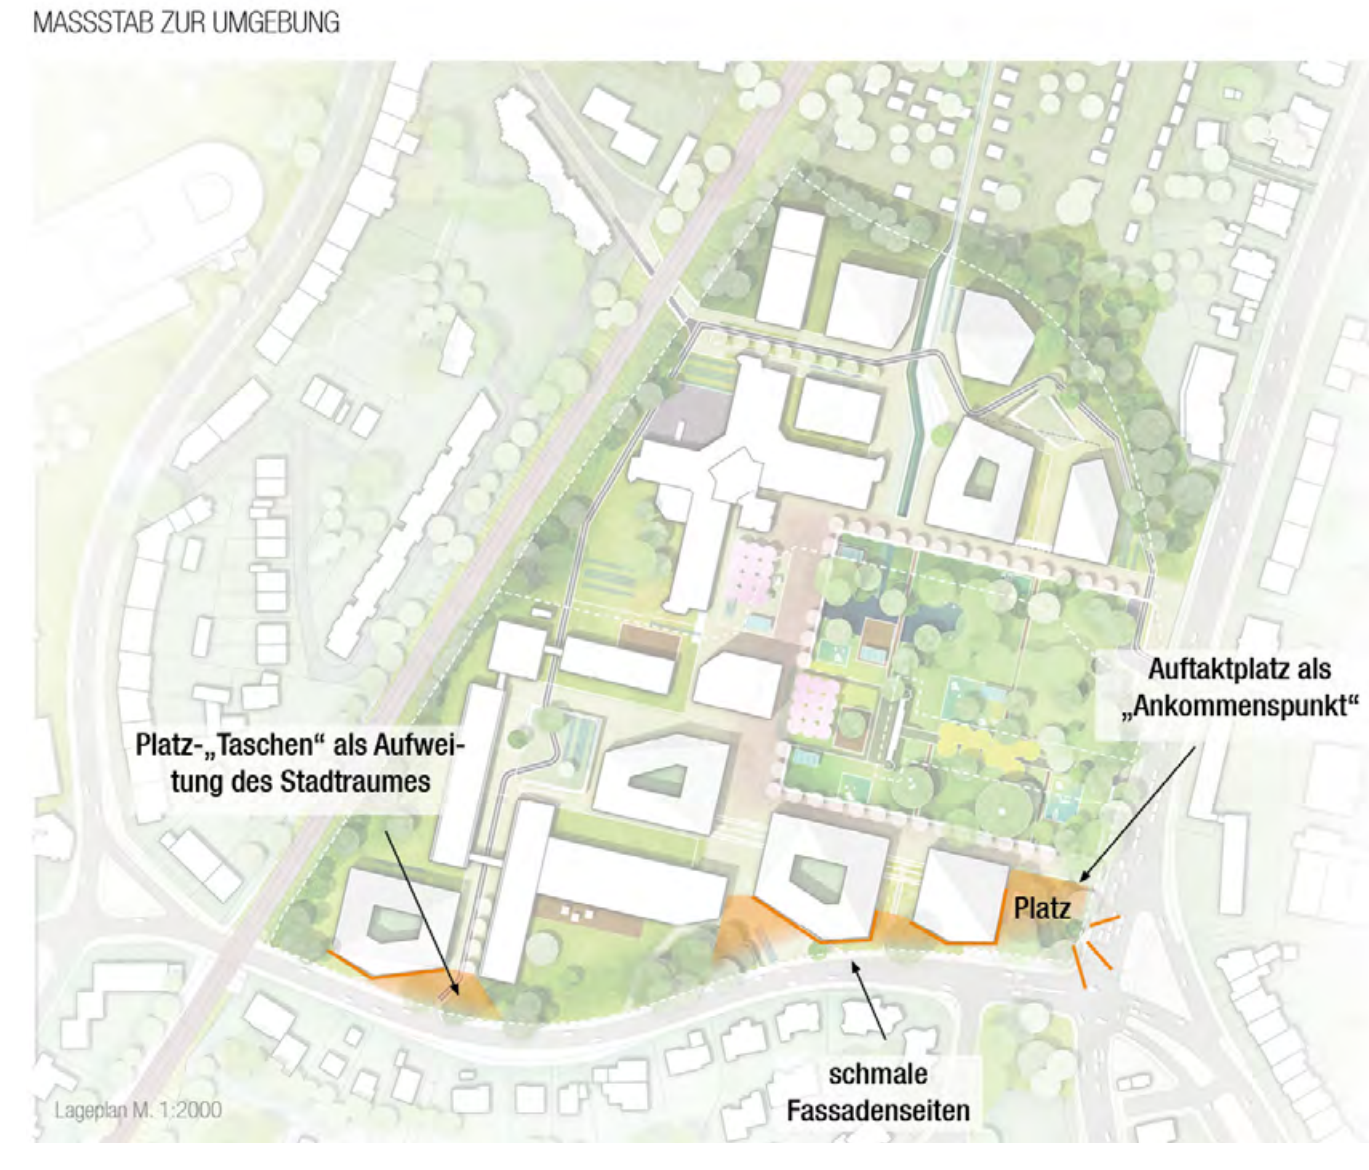 MASSSTAB ZUR UMGEBUNG
Auftaktplatz als
„Ankommenspunkt“
Platz-„Taschen“ als Aufwei-
tung des Stadtraumes
Platz
schmale
Fassadenseiten
Lageplan M. 1:2000